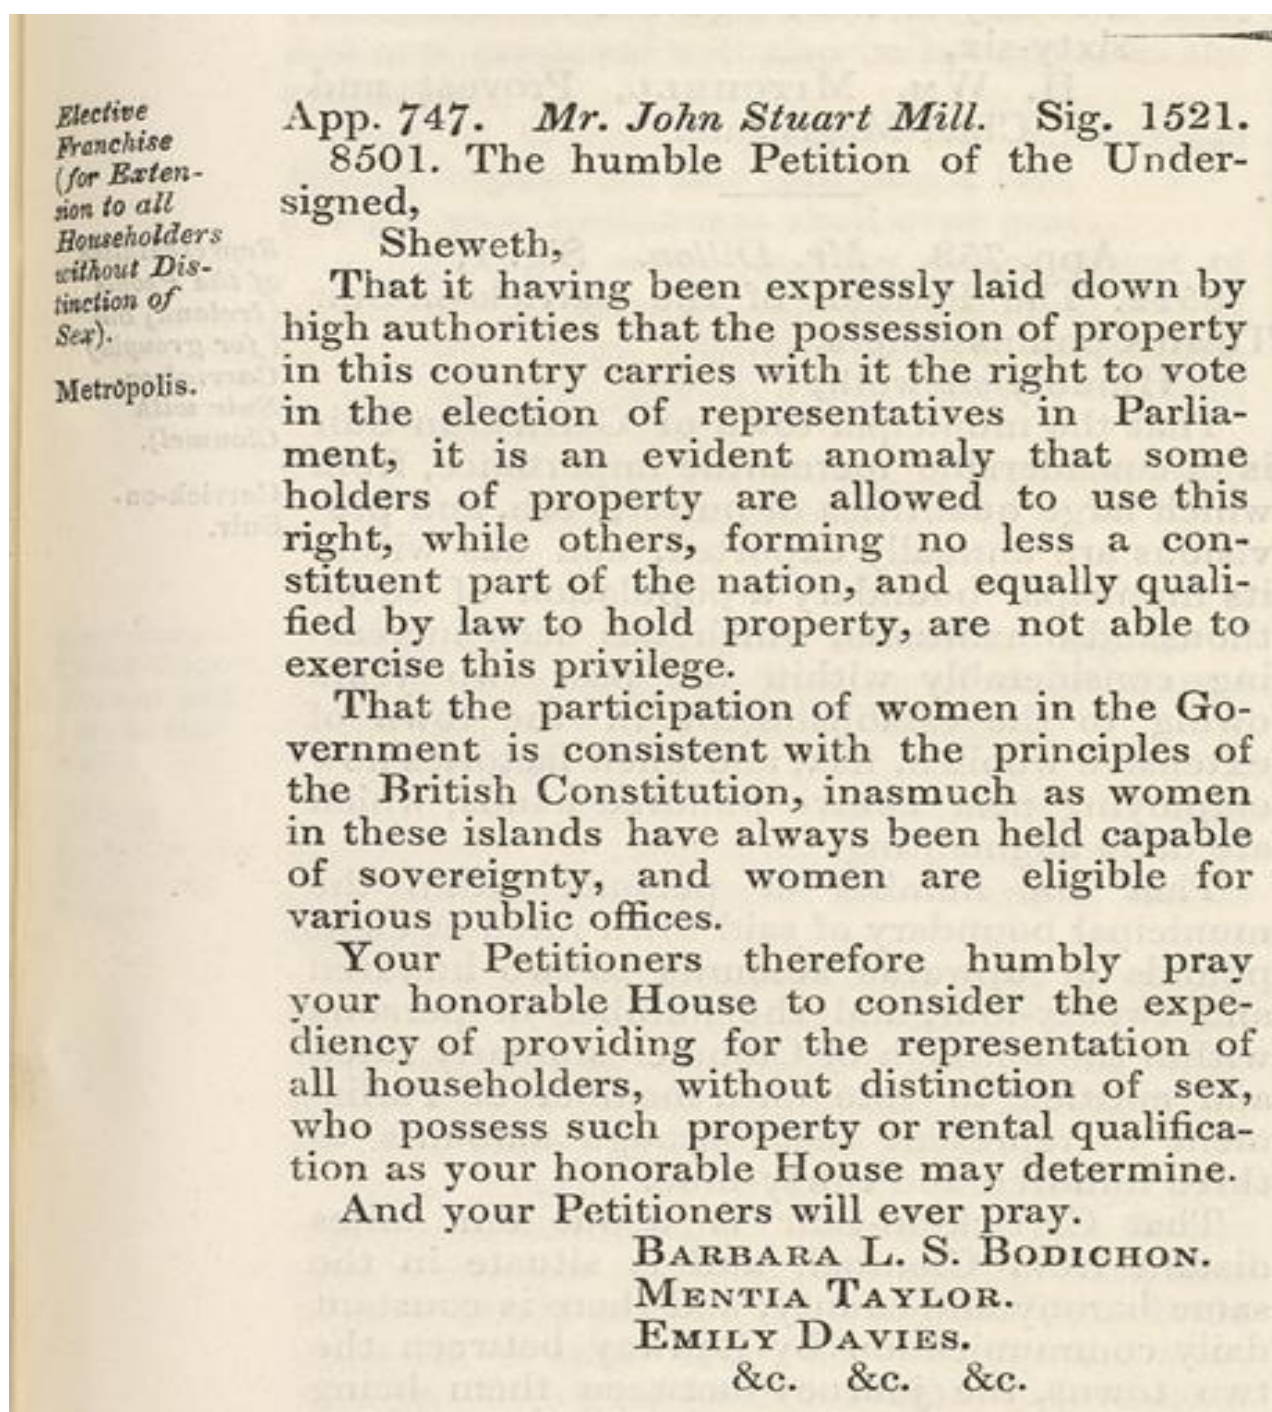 Elective
Franchise
(for Exten-
sion to all
Householders
without Dis-
tinction of
Sex).
Metropolis.
App. 747. Mr. John Stuart Mill. Sig. 1521.
8501. The humble Petition of the Under-
signed,
Sheweth,
That it having been expressly laid down by
high authorities that the possession of property
in this country carries with it the right to vote
in the election of representatives in Parlia-
ment, it is an evident anomaly that some
holders of property are allowed to use this
right, while others, forming no less a con-
stituent part of the nation, and equally quali-
fied by law to hold property, are not able to
exercise this privilege.
That the participation of women in the Go-
vernment is consistent with the principles of
the British Constitution, inasmuch as women
in these islands have always been held capable
of sovereignty, and women are eligible for
various public offices.
Your Petitioners therefore humbly pray
your honorable House to consider the expe-
diency of providing for the representation of
all householders, without distinction of sex,
who possess such property or rental qualifica-
tion as your honorable House may determine.
And your Petitioners will ever pray.
BARBARA L. S. BODICHON.
MENTIA TAYLOR.
EMILY DAVIES.
&c. &c. &c.